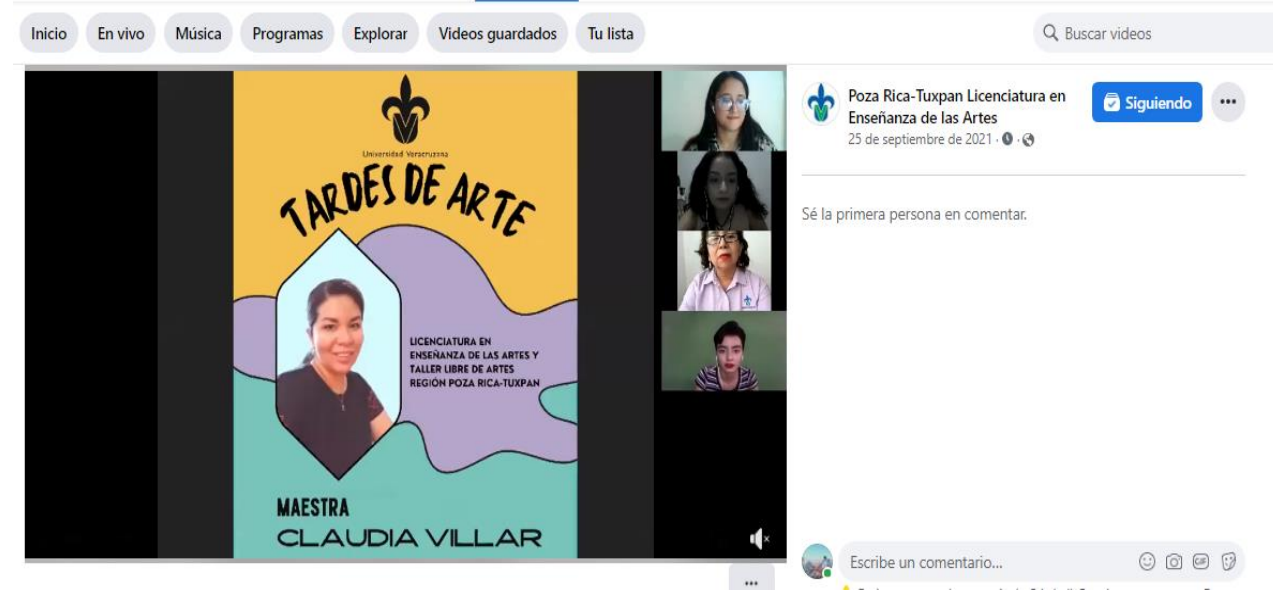 Inicio
En vivo
Música
Programas
Explorar
Videos guardados
Tu lista
Buscar videos
Universidad Veracruzana
TARDES DE ARTE
LICENCIATURA EN
ENSEÑANZA DE LAS ARTES Y
TALLER LIBRE DE ARTES
REGIÓN POZA RICA-TUXPAN
MAESTRA
CLAUDIA VILLAR
Poza Rica-Tuxpan Licenciatura en
Enseñanza de las Artes
25 de septiembre de 2021 ·
Siguiendo
Sé la primera persona en comentar.
Escribe un comentario...
GIF